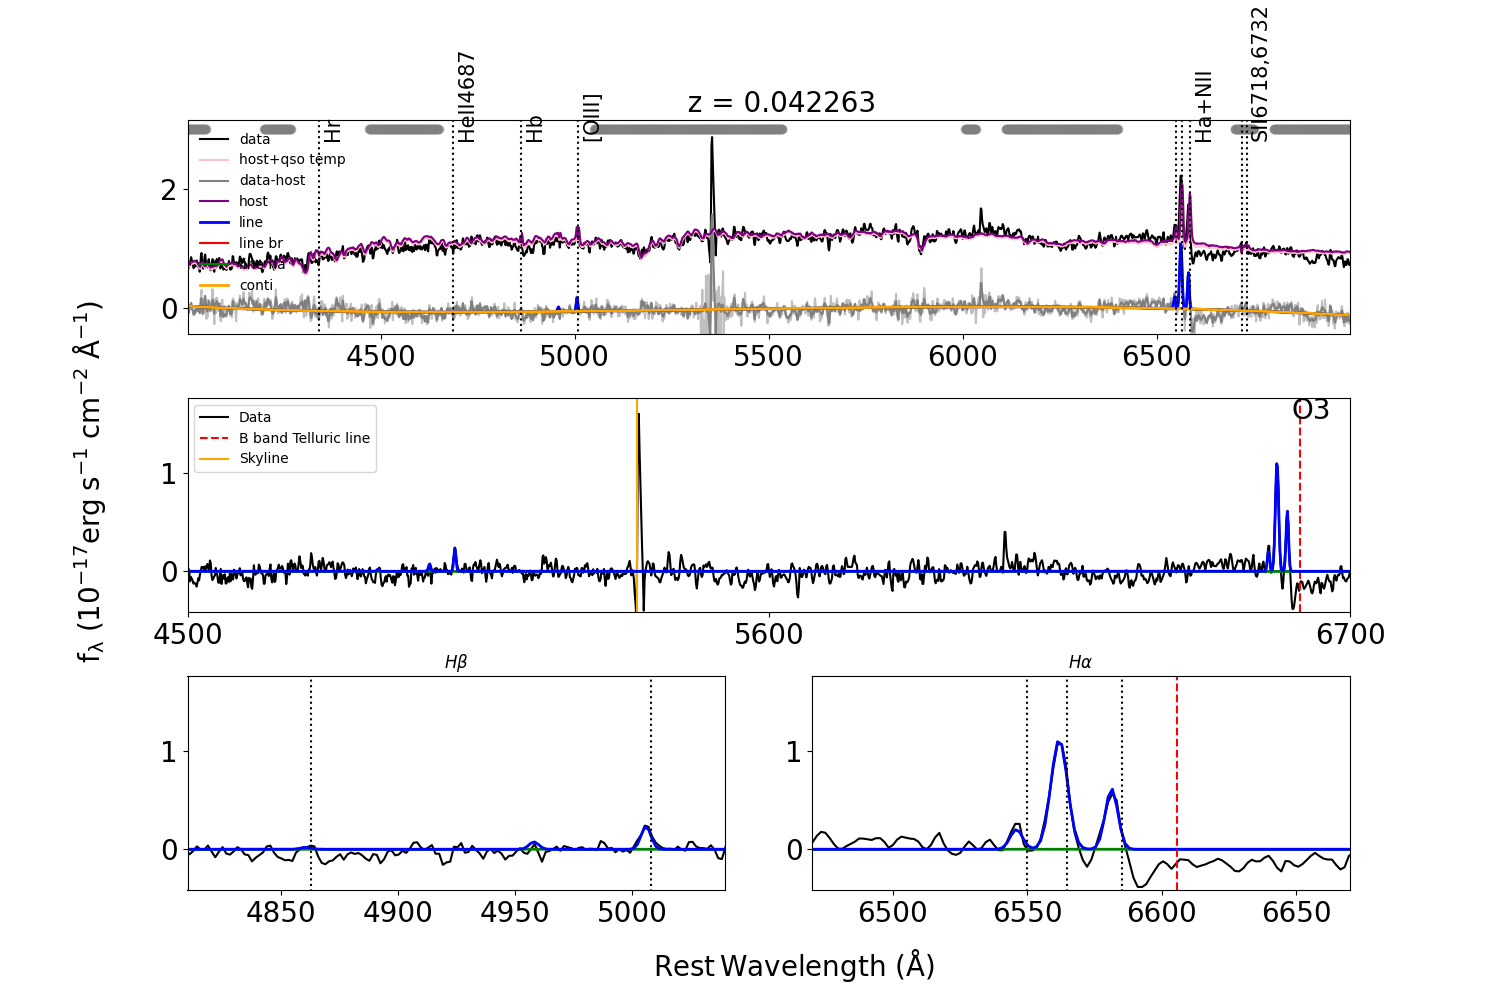 z = 0.042263
Hr
HeII4687
Hb
[OIII]
Ha+NII
SII6718,6732
data
host+qso temp
data-host
host
line
line br
conti
2
0
4500 5000 5500 6000 6500
f_λ (10⁻¹⁷erg s⁻¹ cm⁻² Å⁻¹)
O3
Data
B band Telluric line
Skyline
1
0
4500 5600 6700
Hβ
Hα
1
0
4850 4900 4950 5000
1
0
6500 6550 6600 6650
Rest Wavelength (Å)